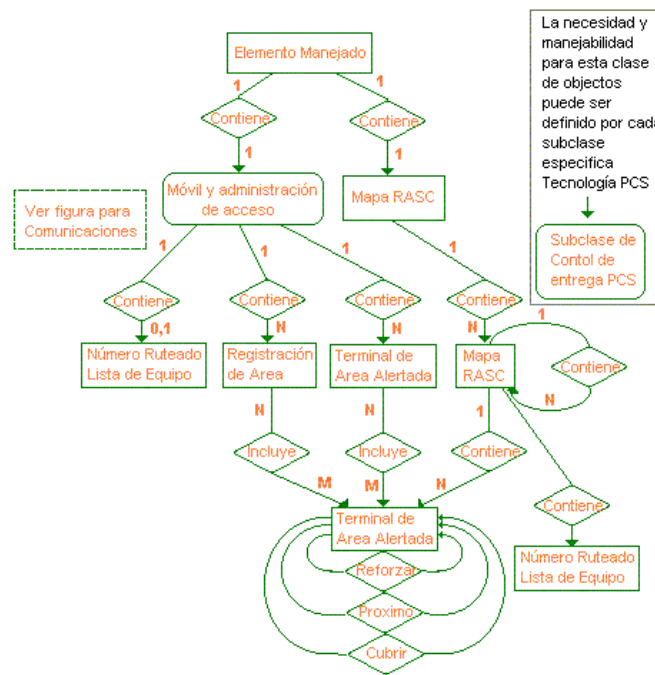 Elemento Manejado
1
1
Contiene
Contiene
1
1
Móvil y administración
de acceso
Mapa RASC
Ver figura para
Comunicaciones
La necesidad y
manejabilidad
para esta clase
de objectos
puede ser
definido por cada
subclase
especifica
Tecnología PCS
Subclase de
Contol de
entrega PCS
1
1
1
1
Contiene
Contiene
Contiene
Contiene
0,1
N
N
N
Número Ruteado
Lista de Equipo
Registración
de Area
Terminal de
Area Alertada
Mapa
RASC
1
Contiene
N
N
N
1
Incluye
Incluye
Contiene
M
M
N
Contiene
Terminal de
Area Alertada
Número Ruteado
Lista de Equipo
Reforzar
Proximo
Cubrir